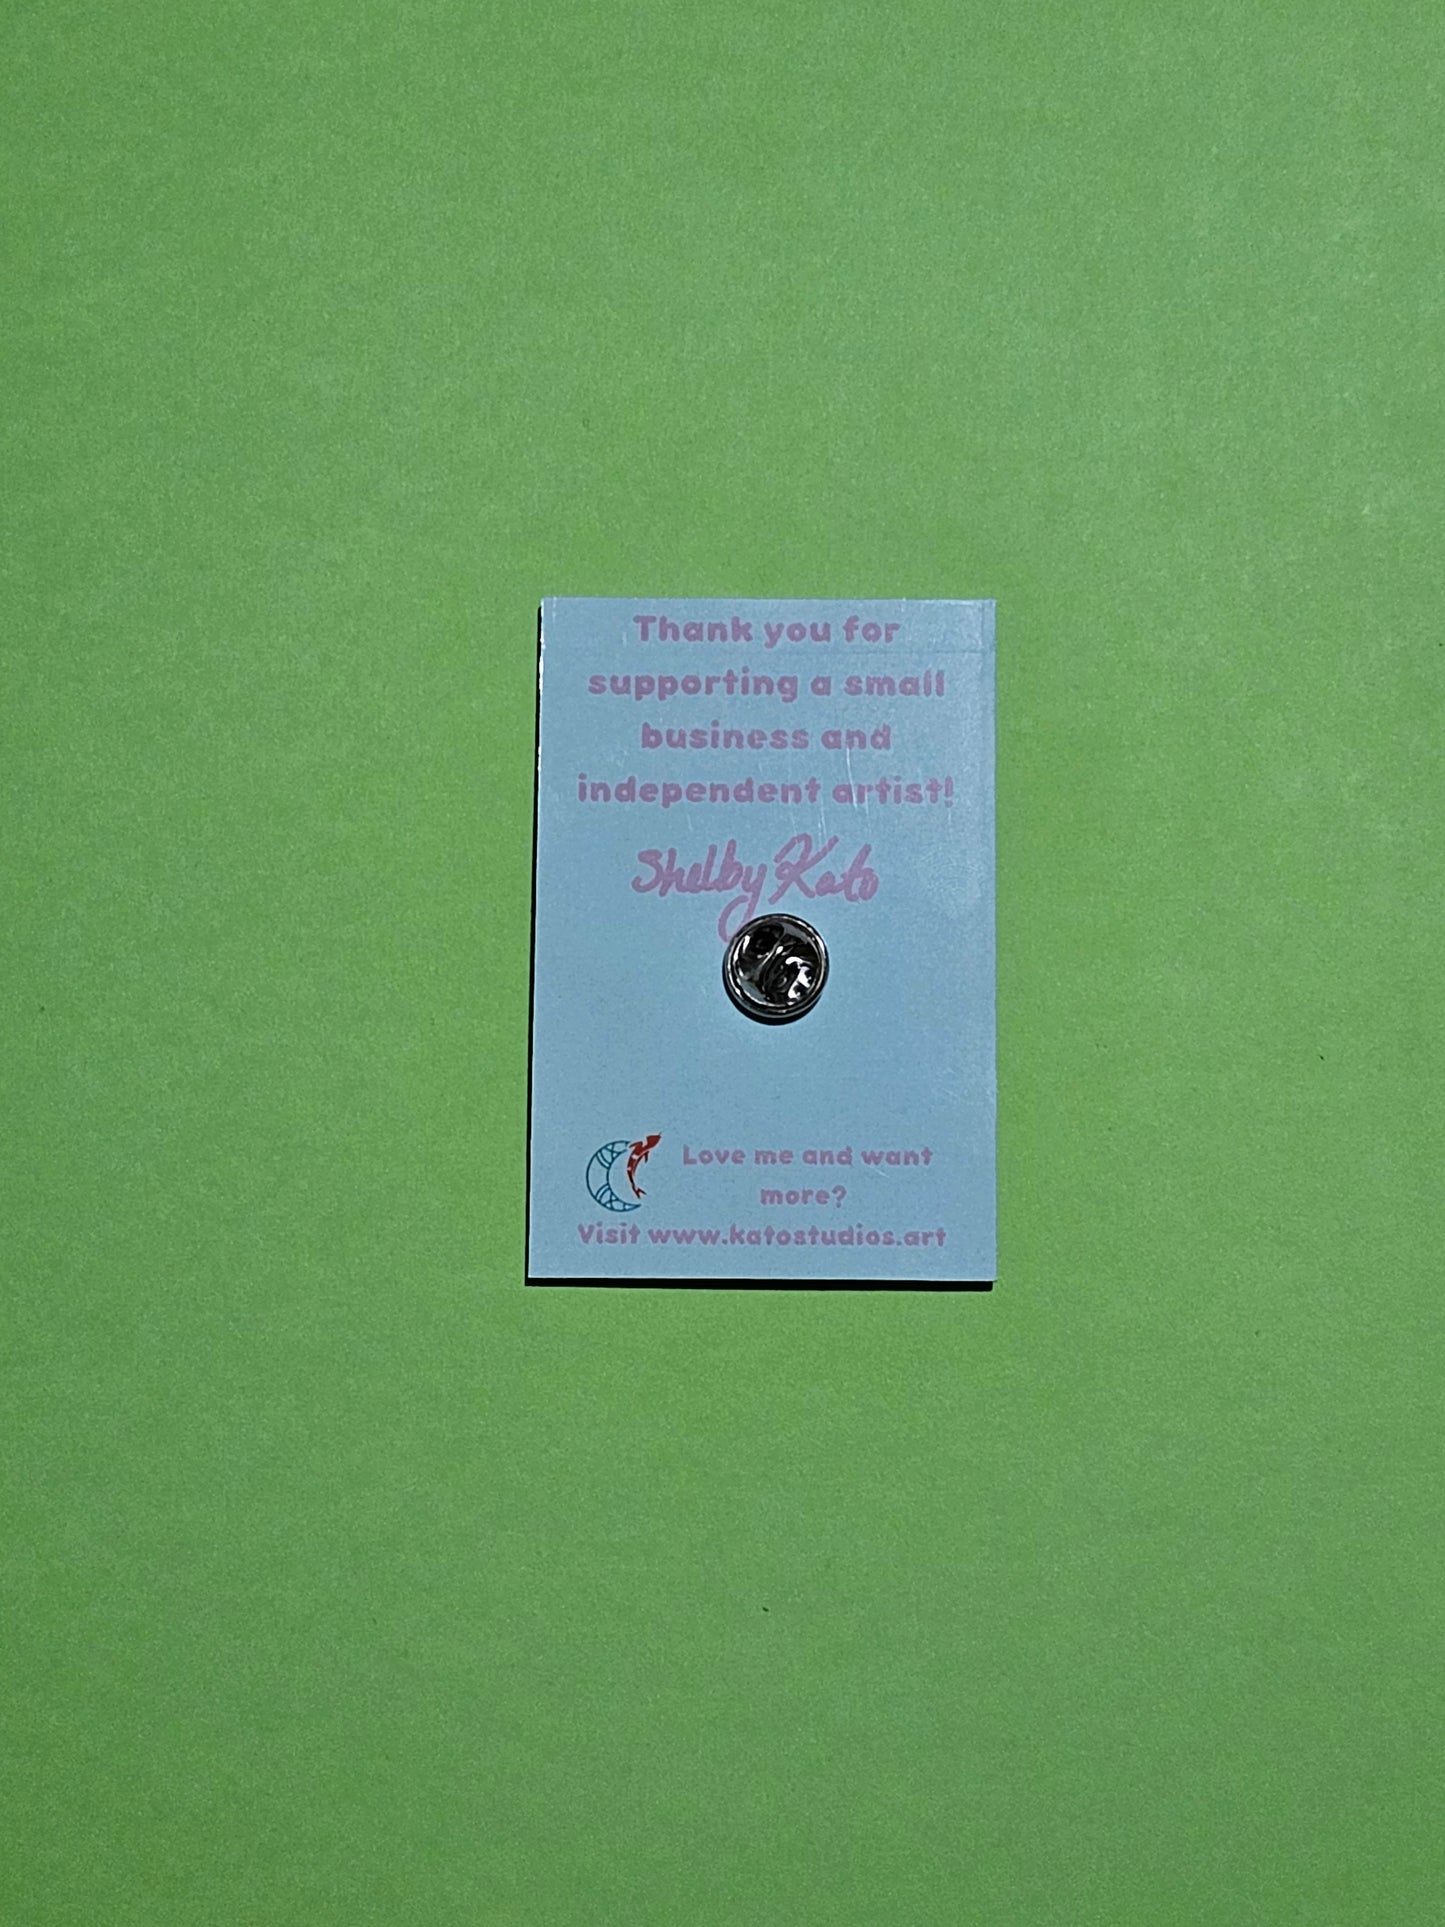 Thank you for
supporting a small
business and
independent artist!
Shelby Kato
Love me and want
more?
Visit www.katostudios.art